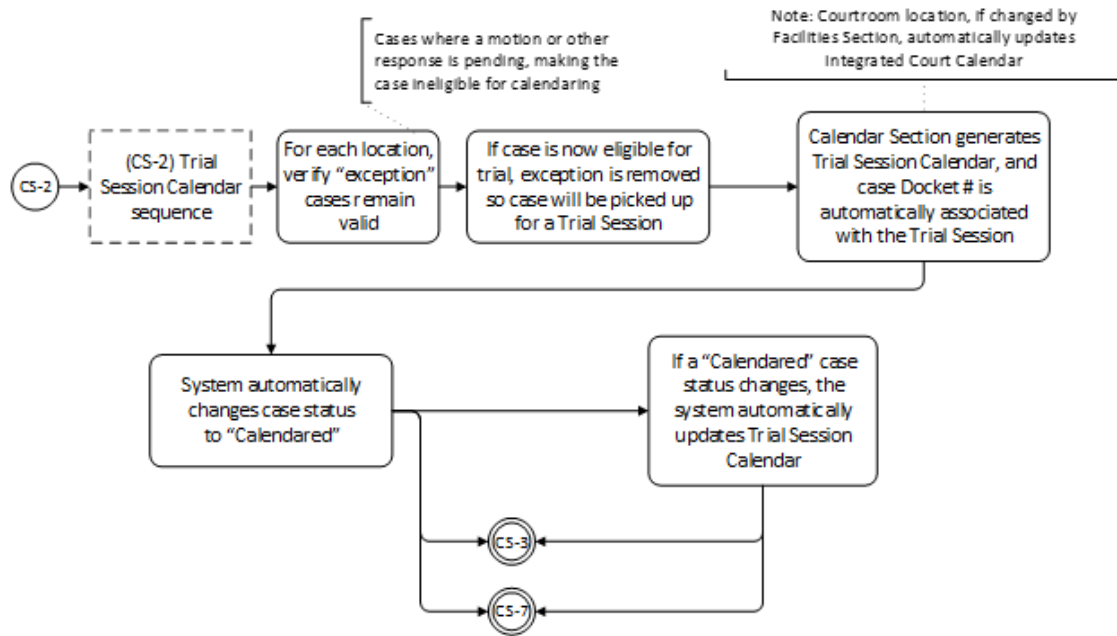 Cases where a motion or other
response is pending, making the
case ineligible for calendaring
Note: Courtroom location, if changed by
Facilities Section, automatically updates
Integrated Court Calendar
CS-2
(CS-2) Trial
Session Calendar
sequence
For each location,
verify “exception”
cases remain
valid
If case is now eligible for
trial, exception is removed
so case will be picked up
for a Trial Session
Calendar Section generates
Trial Session Calendar, and
case Docket # is
automatically associated
with the Trial Session
System automatically
changes case status
to “Calendared”
If a “Calendared” case
status changes, the
system automatically
updates Trial Session
Calendar
CS-3
CS-7